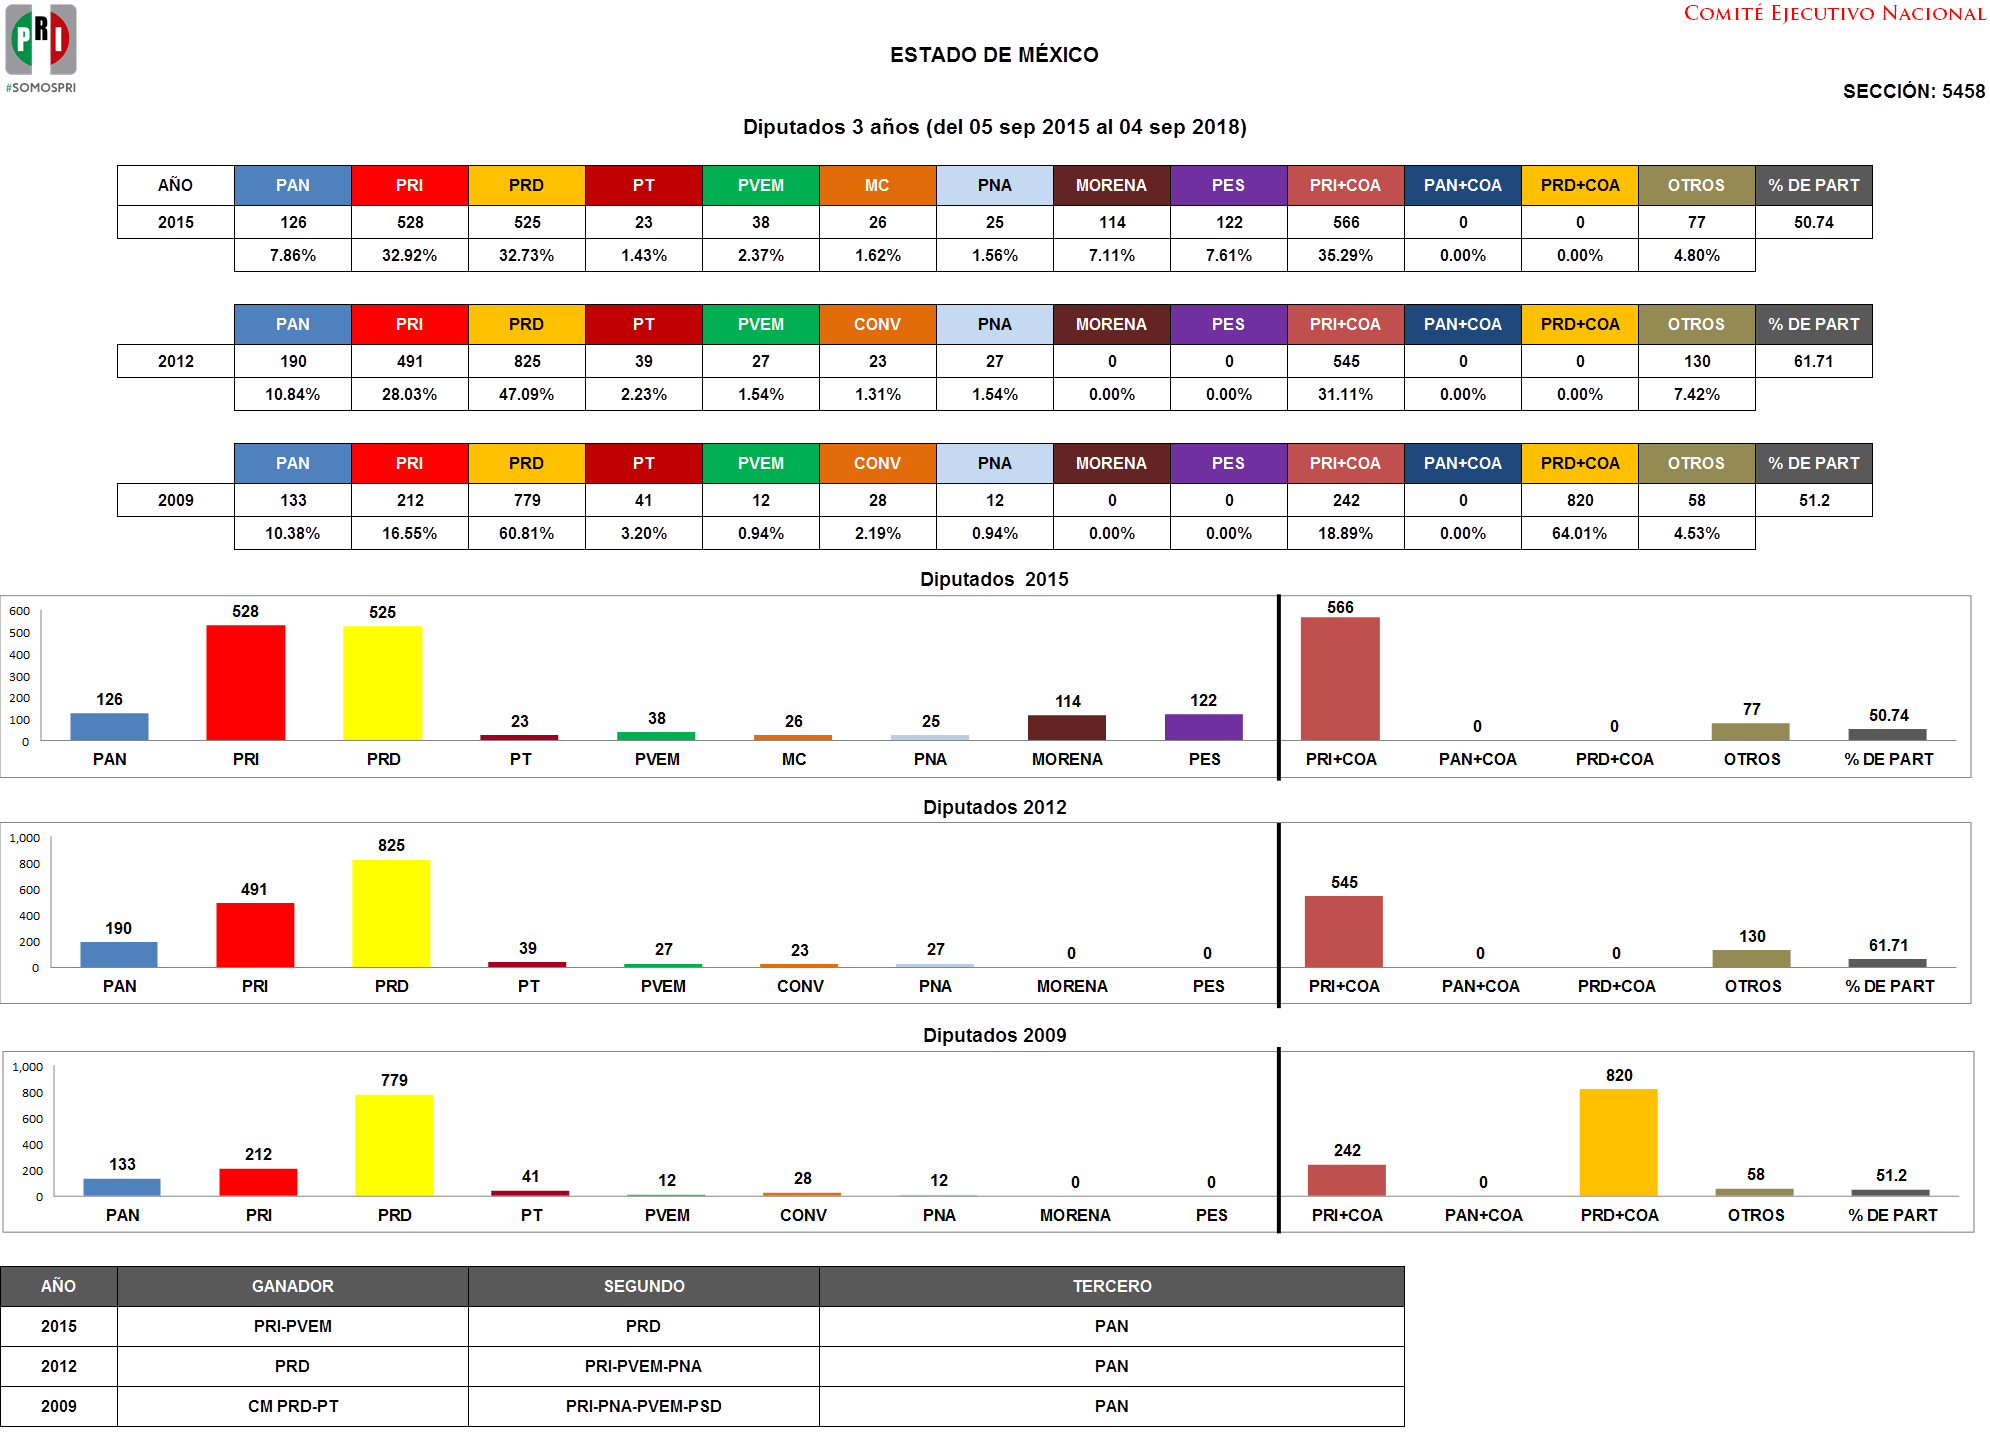 PRI
#SOMOSPRI
COMITÉ EJECUTIVO NACIONAL
ESTADO DE MÉXICO
SECCIÓN: 5458
Diputados 3 años (del 05 sep 2015 al 04 sep 2018)
AÑO PAN PRI PRD PT PVEM MC PNA MORENA PES PRI+COA PAN+COA PRD+COA OTROS % DE PART
2015 126 528 525 23 38 26 25 114 122 566 0 0 77 50.74
7.86% 32.92% 32.73% 1.43% 2.37% 1.62% 1.56% 7.11% 7.61% 35.29% 0.00% 0.00% 4.80%
PAN PRI PRD PT PVEM CONV PNA MORENA PES PRI+COA PAN+COA PRD+COA OTROS % DE PART
2012 190 491 825 39 27 23 27 0 0 545 0 0 130 61.71
10.84% 28.03% 47.09% 2.23% 1.54% 1.31% 1.54% 0.00% 0.00% 31.11% 0.00% 0.00% 7.42%
PAN PRI PRD PT PVEM CONV PNA MORENA PES PRI+COA PAN+COA PRD+COA OTROS % DE PART
2009 133 212 779 41 12 28 12 0 0 242 0 820 58 51.2
10.38% 16.55% 60.81% 3.20% 0.94% 2.19% 0.94% 0.00% 0.00% 18.89% 0.00% 64.01% 4.53%
Diputados 2015
600
500
400
300
200
100
0
126 528 525 23 38 26 25 114 122 566 0 0 77 50.74
PAN PRI PRD PT PVEM MC PNA MORENA PES PRI+COA PAN+COA PRD+COA OTROS % DE PART
Diputados 2012
1,000
800
600
400
200
0
190 491 825 39 27 23 27 0 0 545 0 0 130 61.71
PAN PRI PRD PT PVEM CONV PNA MORENA PES PRI+COA PAN+COA PRD+COA OTROS % DE PART
Diputados 2009
1,000
800
600
400
200
0
133 212 779 41 12 28 12 0 0 242 0 820 58 51.2
PAN PRI PRD PT PVEM CONV PNA MORENA PES PRI+COA PAN+COA PRD+COA OTROS % DE PART
AÑO GANADOR SEGUNDO TERCERO
2015 PRI-PVEM PRD PAN
2012 PRD PRI-PVEM-PNA PAN
2009 CM PRD-PT PRI-PNA-PVEM-PSD PAN